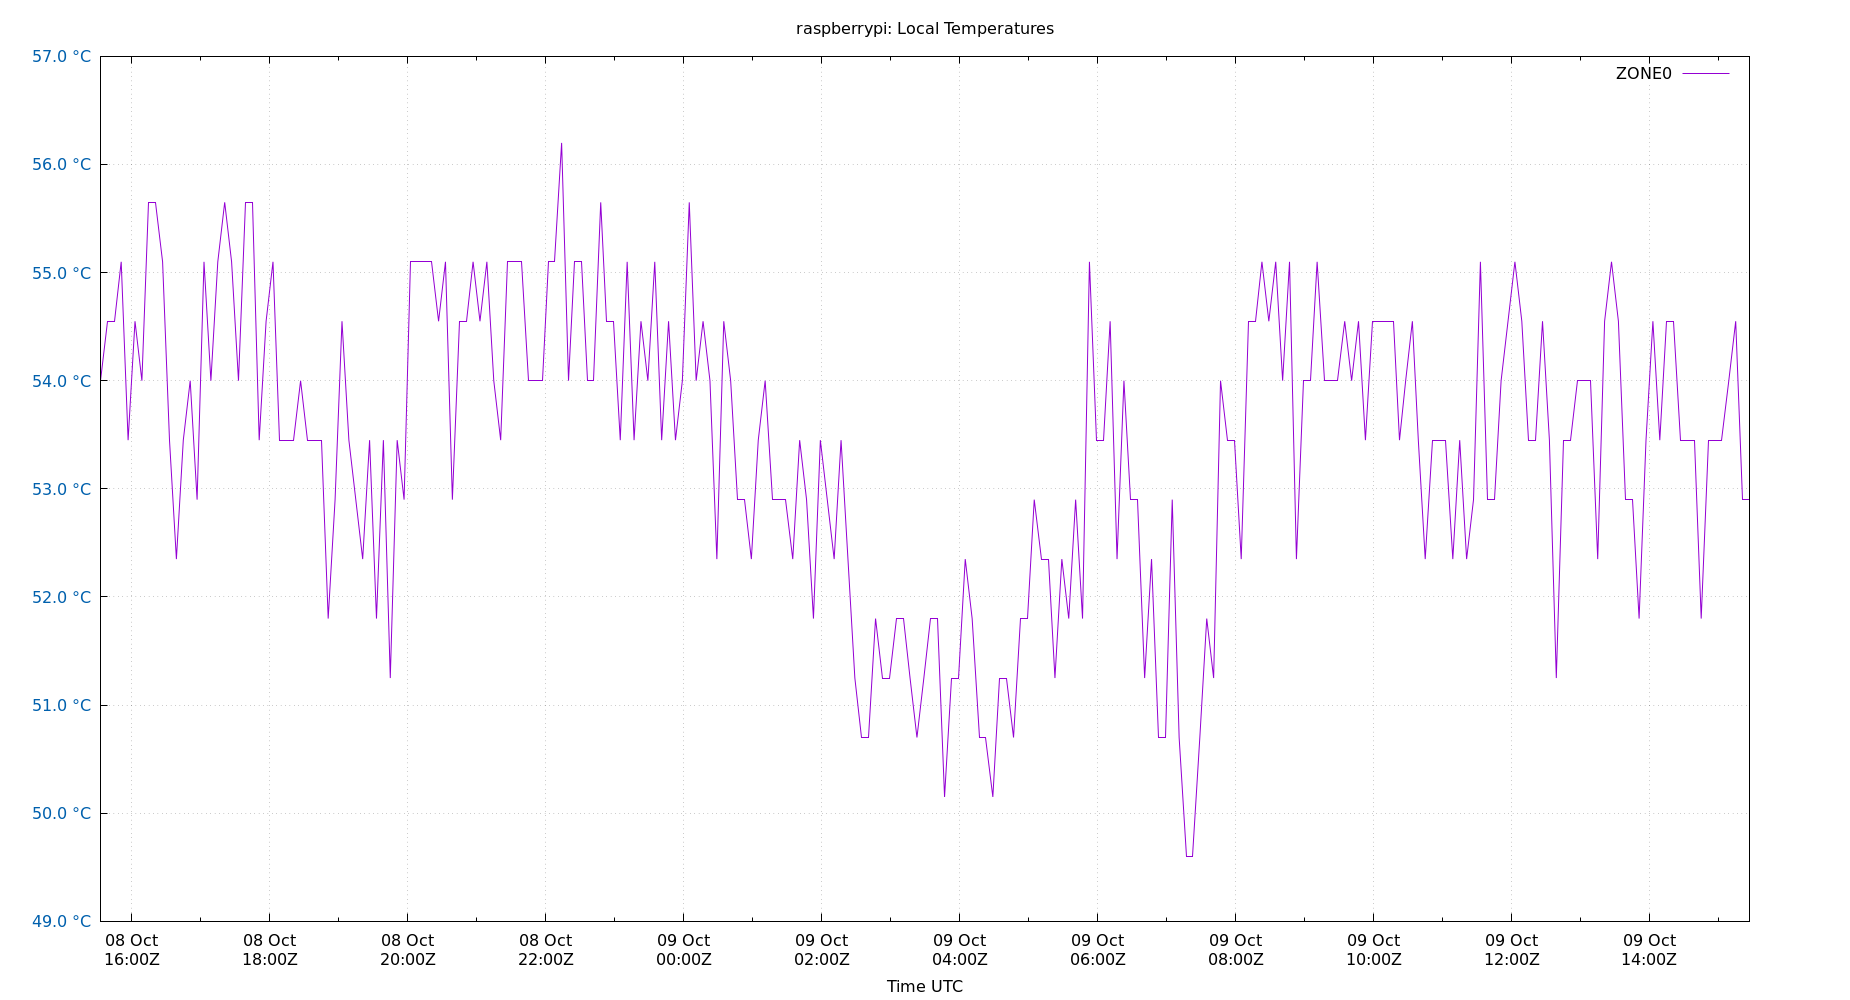 raspberrypi: Local Temperatures
57.0 °C
ZONE0
56.0 °C
55.0 °C
54.0 °C
53.0 °C
52.0 °C
51.0 °C
50.0 °C
49.0 °C
08 Oct 08 Oct 08 Oct 08 Oct 09 Oct 09 Oct 09 Oct 09 Oct 09 Oct 09 Oct 09 Oct 09 Oct
16:00Z 18:00Z 20:00Z 22:00Z 00:00Z 02:00Z 04:00Z 06:00Z 08:00Z 10:00Z 12:00Z 14:00Z
Time UTC